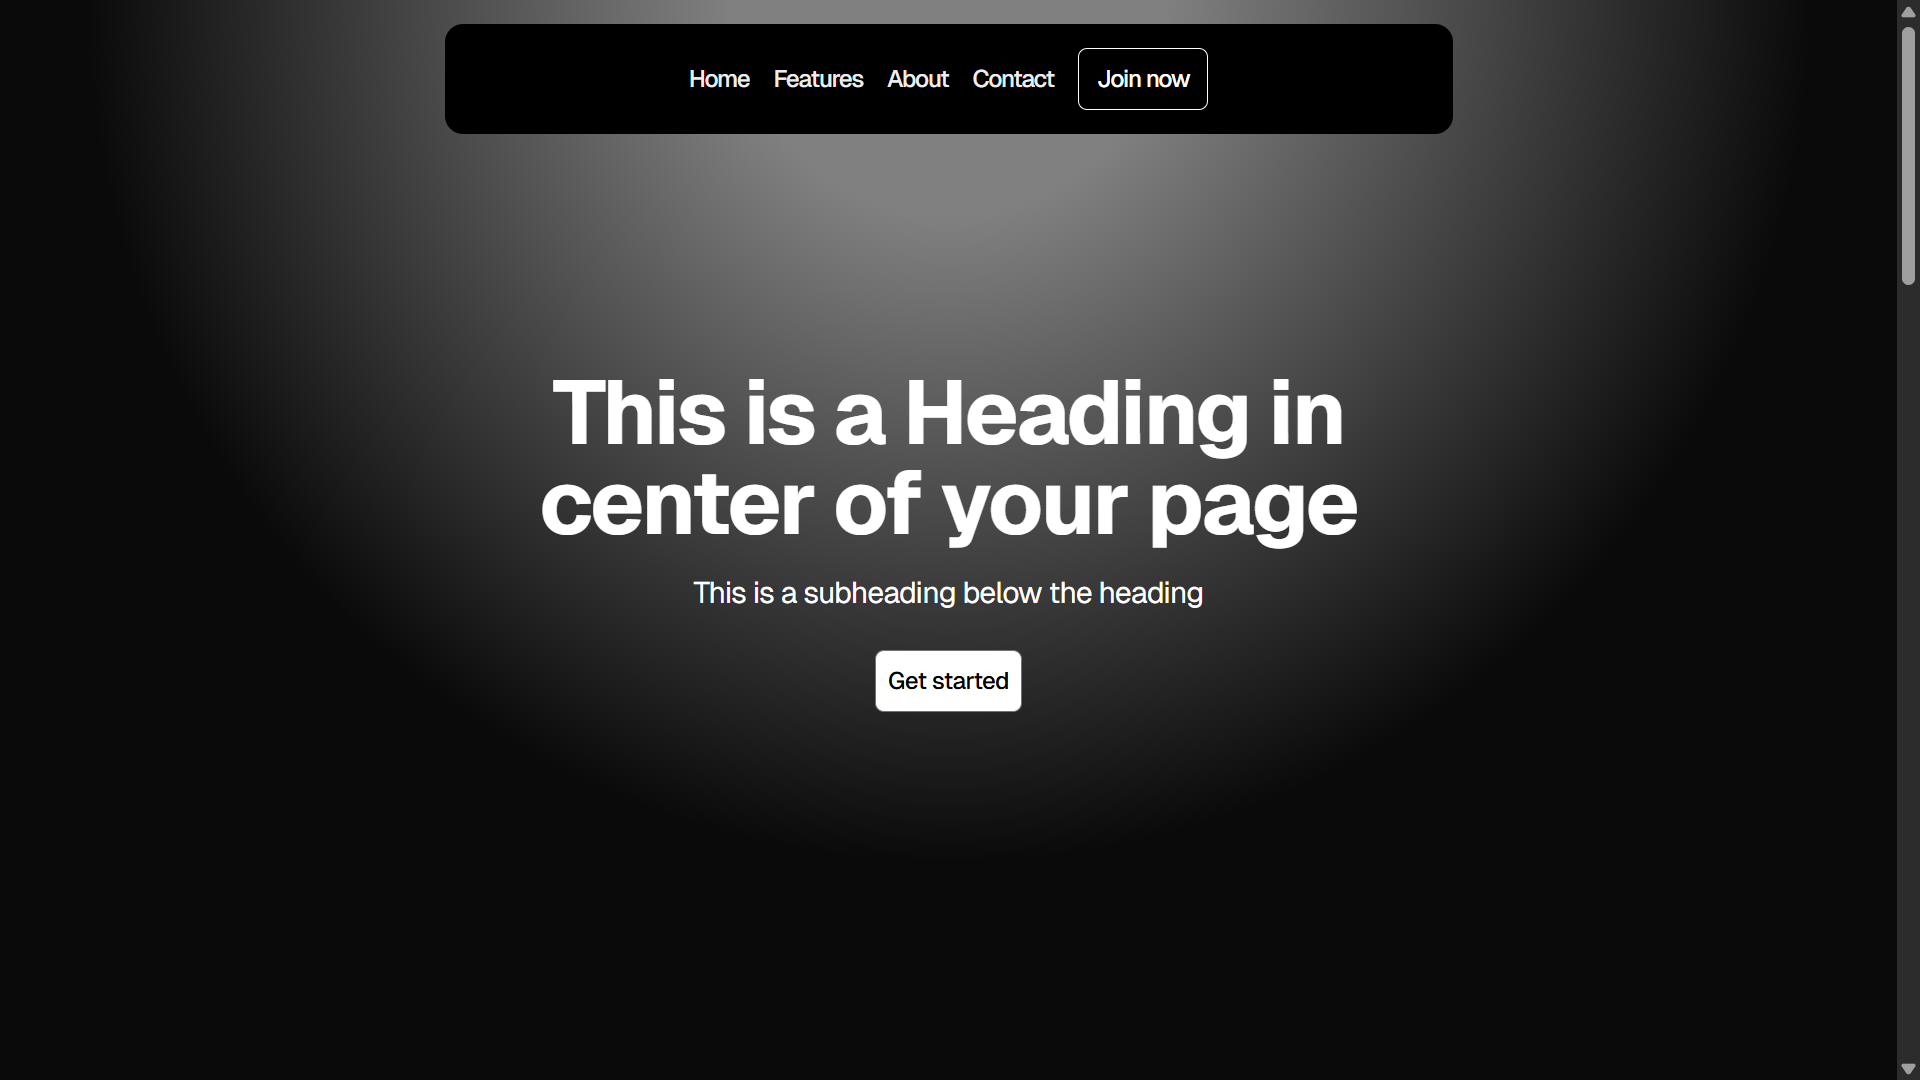 Home Features About Contact Join now
This is a Heading in
center of your page
This is a subheading below the heading
Get started